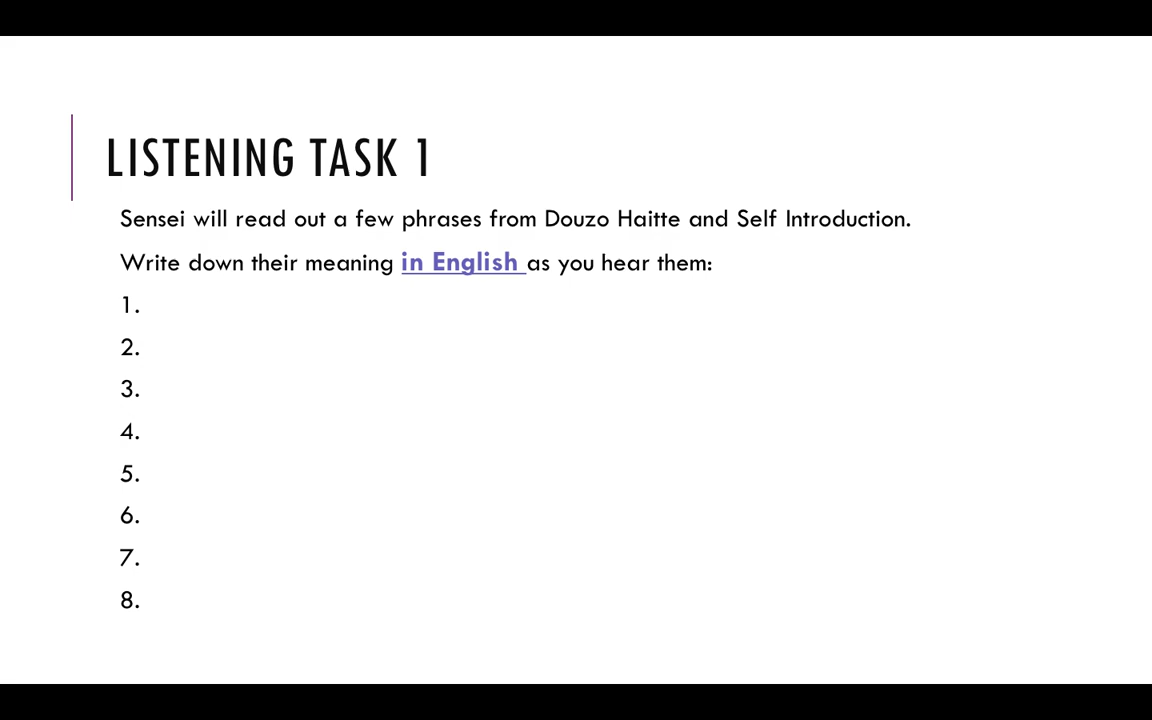 LISTENING TASK 1
Sensei will read out a few phrases from Douzo Haitte and Self Introduction.
Write down their meaning in English as you hear them:
1.
2.
3.
4.
5.
6.
7.
8.